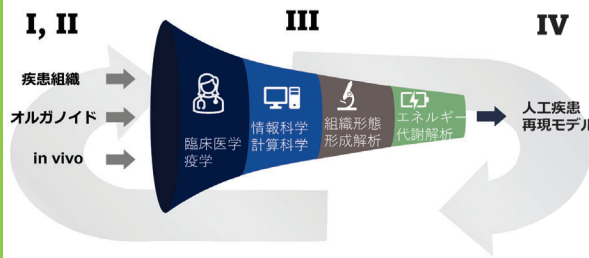 I, II
III
IV
疾患組織
オルガノイド
in vivo
臨床医学
疫学
情報科学
計算科学
組織形態
形成解析
エネルギー
代謝解析
人工疾患
再現モデル